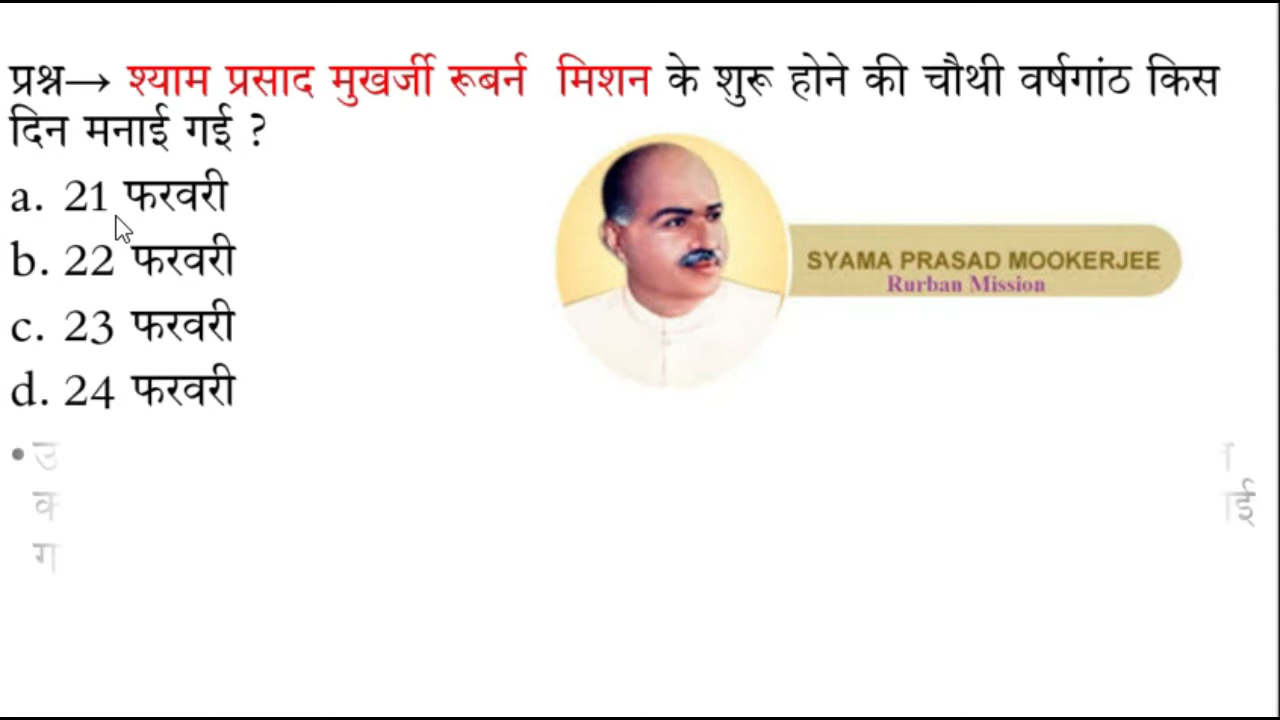 प्रश्न→ श्याम प्रसाद मुखर्जी रूबर्न मिशन के शुरू होने की चौथी वर्षगांठ किस
दिन मनाई गई ?
a. 21 फरवरी
b. 22 फरवरी
c. 23 फरवरी
d. 24 फरवरी
SYAMA PRASAD MOOKERJEE
Rurban Mission